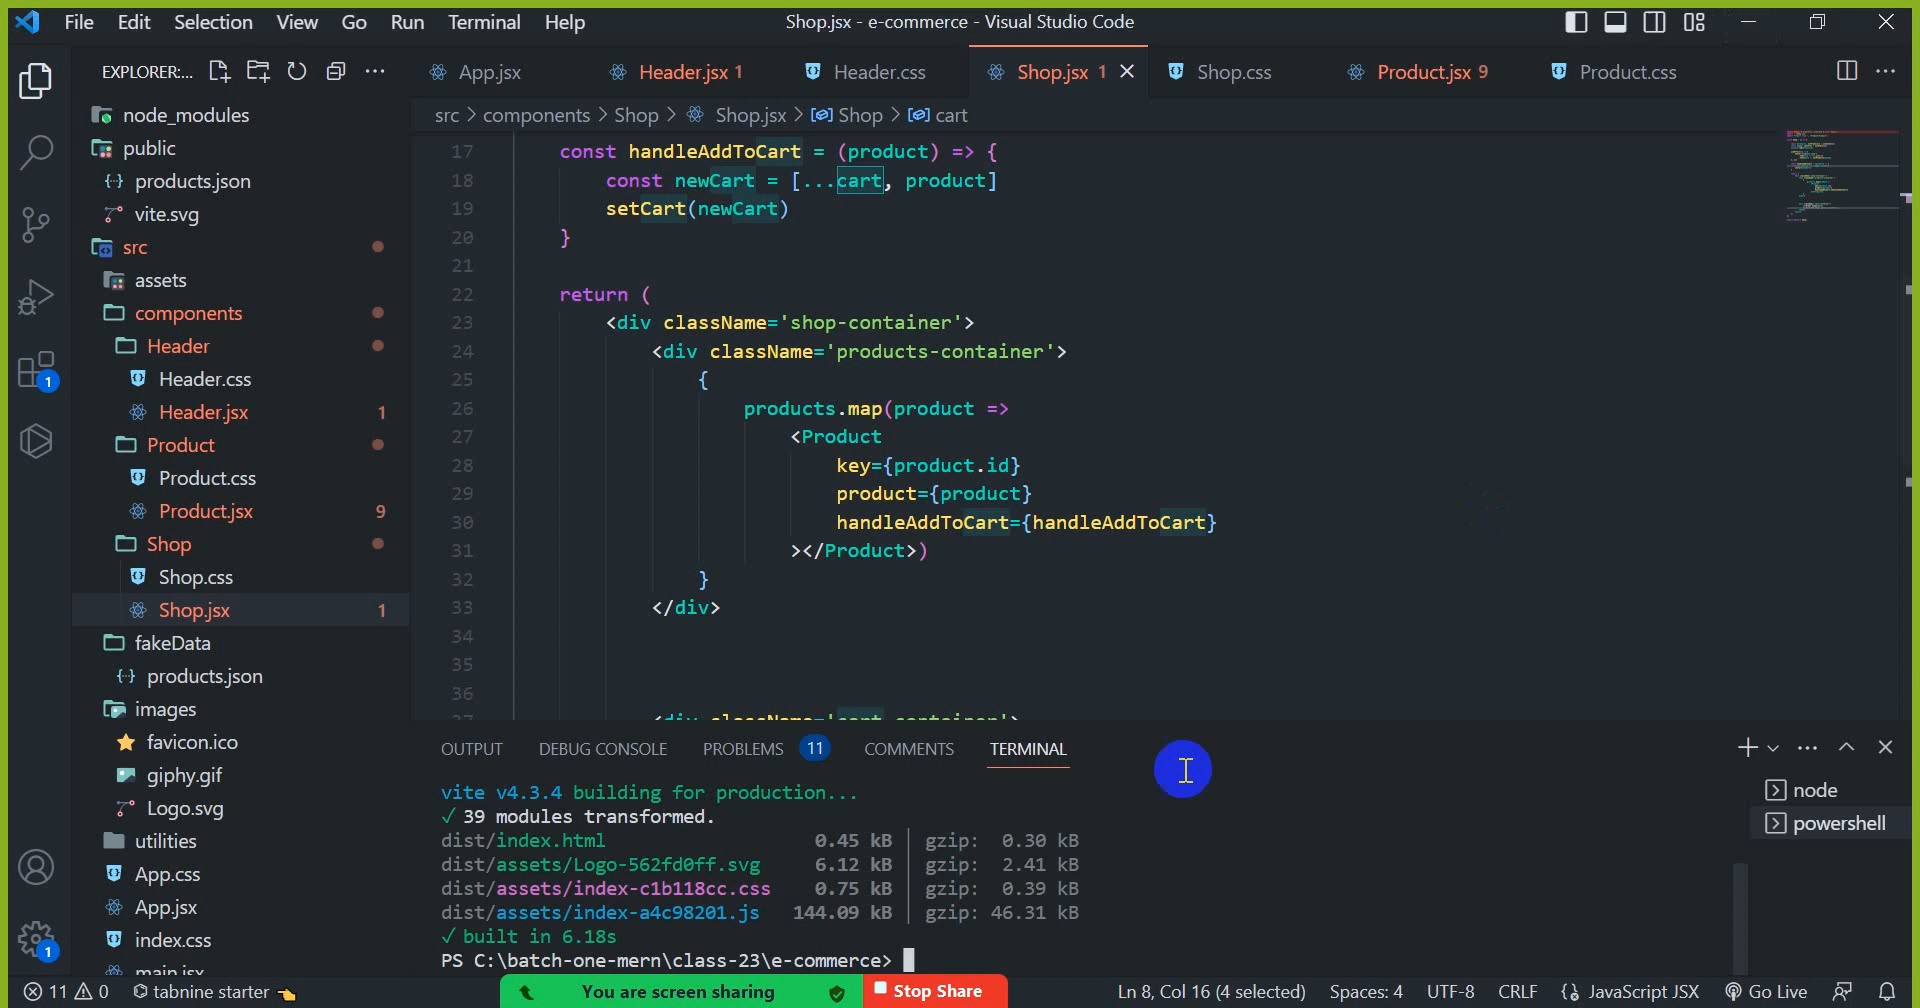 File Edit Selection View Go Run Terminal Help
Shop.jsx - e-commerce - Visual Studio Code
EXPLORER:...
node_modules
public
products.json
vite.svg
src
assets
components
Header
Header.css
Header.jsx 1
Product
Product.css
Product.jsx 9
Shop
Shop.css
Shop.jsx 1
fakeData
products.json
images
favicon.ico
giphy.gif
Logo.svg
utilities
App.css
App.jsx
index.css
main.jsx
1
1
App.jsx Header.jsx 1 Header.css Shop.jsx 1 Shop.css Product.jsx 9 Product.css
src > components > Shop > Shop.jsx > Shop > cart
17 const handleAddToCart = (product) => {
18 const newCart = [...cart, product]
19 setCart(newCart)
20 }
21
22 return (
23 <div className='shop-container'>
24 <div className='products-container'>
25 {
26 products.map(product =>
27 <Product
28 key={product.id}
29 product={product}
30 handleAddToCart={handleAddToCart}
31 ></Product>)
32 }
33 </div>
34
35
36
37 <div className='cart-container'>
OUTPUT DEBUG CONSOLE PROBLEMS 11 COMMENTS TERMINAL
vite v4.3.4 building for production...
✓ 39 modules transformed.
dist/index.html 0.45 kB │ gzip: 0.30 kB
dist/assets/Logo-562fd0ff.svg 6.12 kB │ gzip: 2.41 kB
dist/assets/index-c1b118cc.css 0.75 kB │ gzip: 0.39 kB
dist/assets/index-a4c98201.js 144.09 kB │ gzip: 46.31 kB
✓ built in 6.18s
PS C:\batch-one-mern\class-23\e-commerce>
node
powershell
11 0 tabnine starter
You are screen sharing Stop Share
Ln 8, Col 16 (4 selected) Spaces: 4 UTF-8 CRLF {} JavaScript JSX Go Live